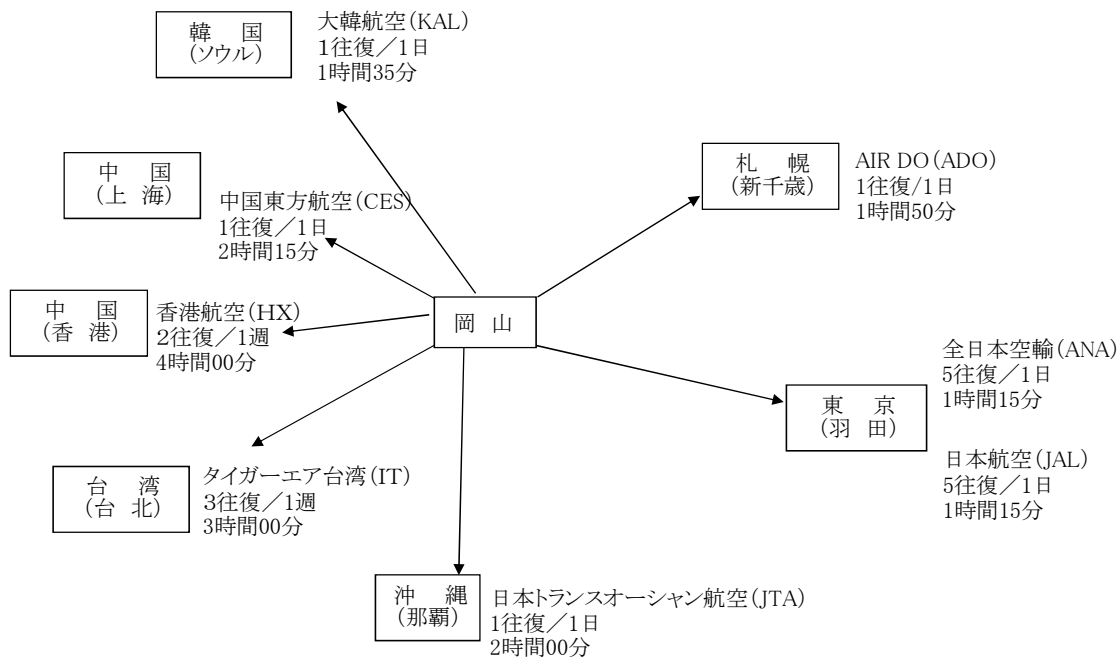 韓　国
(ソウル)
大韓航空(KAL)
1往復／1日
1時間35分
中　国
(上 海)
中国東方航空(CES)
1往復／1日
2時間15分
札　幌
(新千歳)
AIR DO(ADO)
1往復/1日
1時間50分
中　国
(香 港)
香港航空(HX)
２往復／1週
4時間00分
岡 山
全日本空輸(ANA)
5往復／1日
1時間15分
東　京
(羽 田)
日本航空(JAL)
5往復／1日
1時間15分
台　湾
(台 北)
タイガーエア台湾(IT)
３往復／1週
3時間00分
沖　縄
(那覇)
日本トランスオーシャン航空(JTA)
1往復／1日
2時間00分